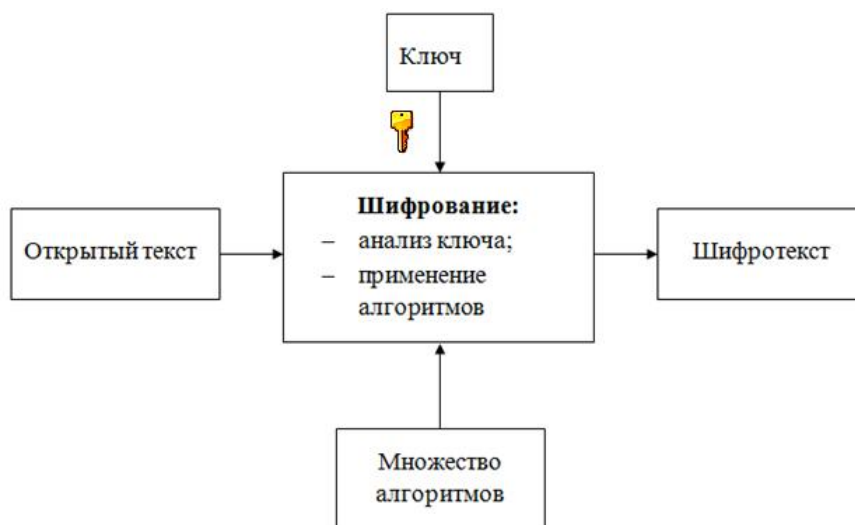 Ключ
Шифрование:
– анализ ключа;
– применение
алгоритмов
Открытый текст
Шифротекст
Множество
алгоритмов